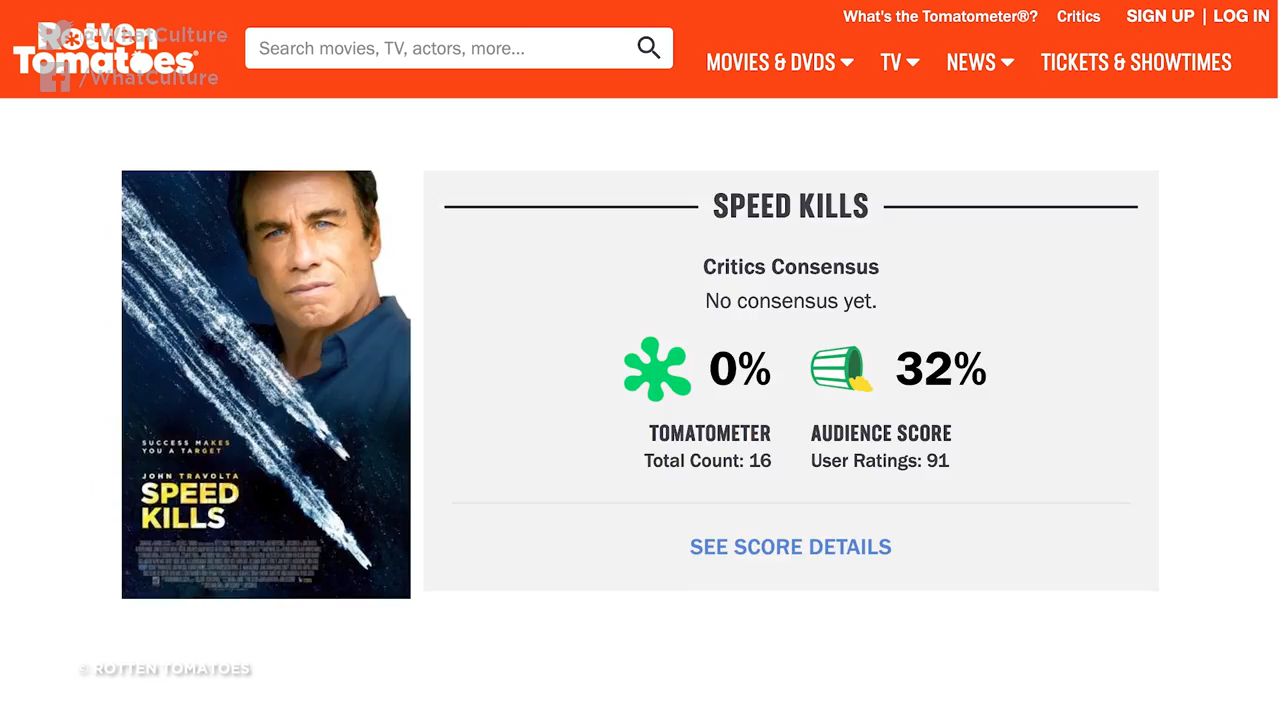 What's the Tomatometer®? Critics SIGN UP | LOG IN
@WhatCulture
Rotten
Tomatoes®
/WhatCulture
Search movies, TV, actors, more...
MOVIES & DVDS TV NEWS TICKETS & SHOWTIMES
SUCCESS MAKES
YOU A TARGET
JOHN TRAVOLTA
SPEED
KILLS
SPEED KILLS
Critics Consensus
No consensus yet.
0% 32%
TOMATOMETER AUDIENCE SCORE
Total Count: 16 User Ratings: 91
SEE SCORE DETAILS
© ROTTEN TOMATOES